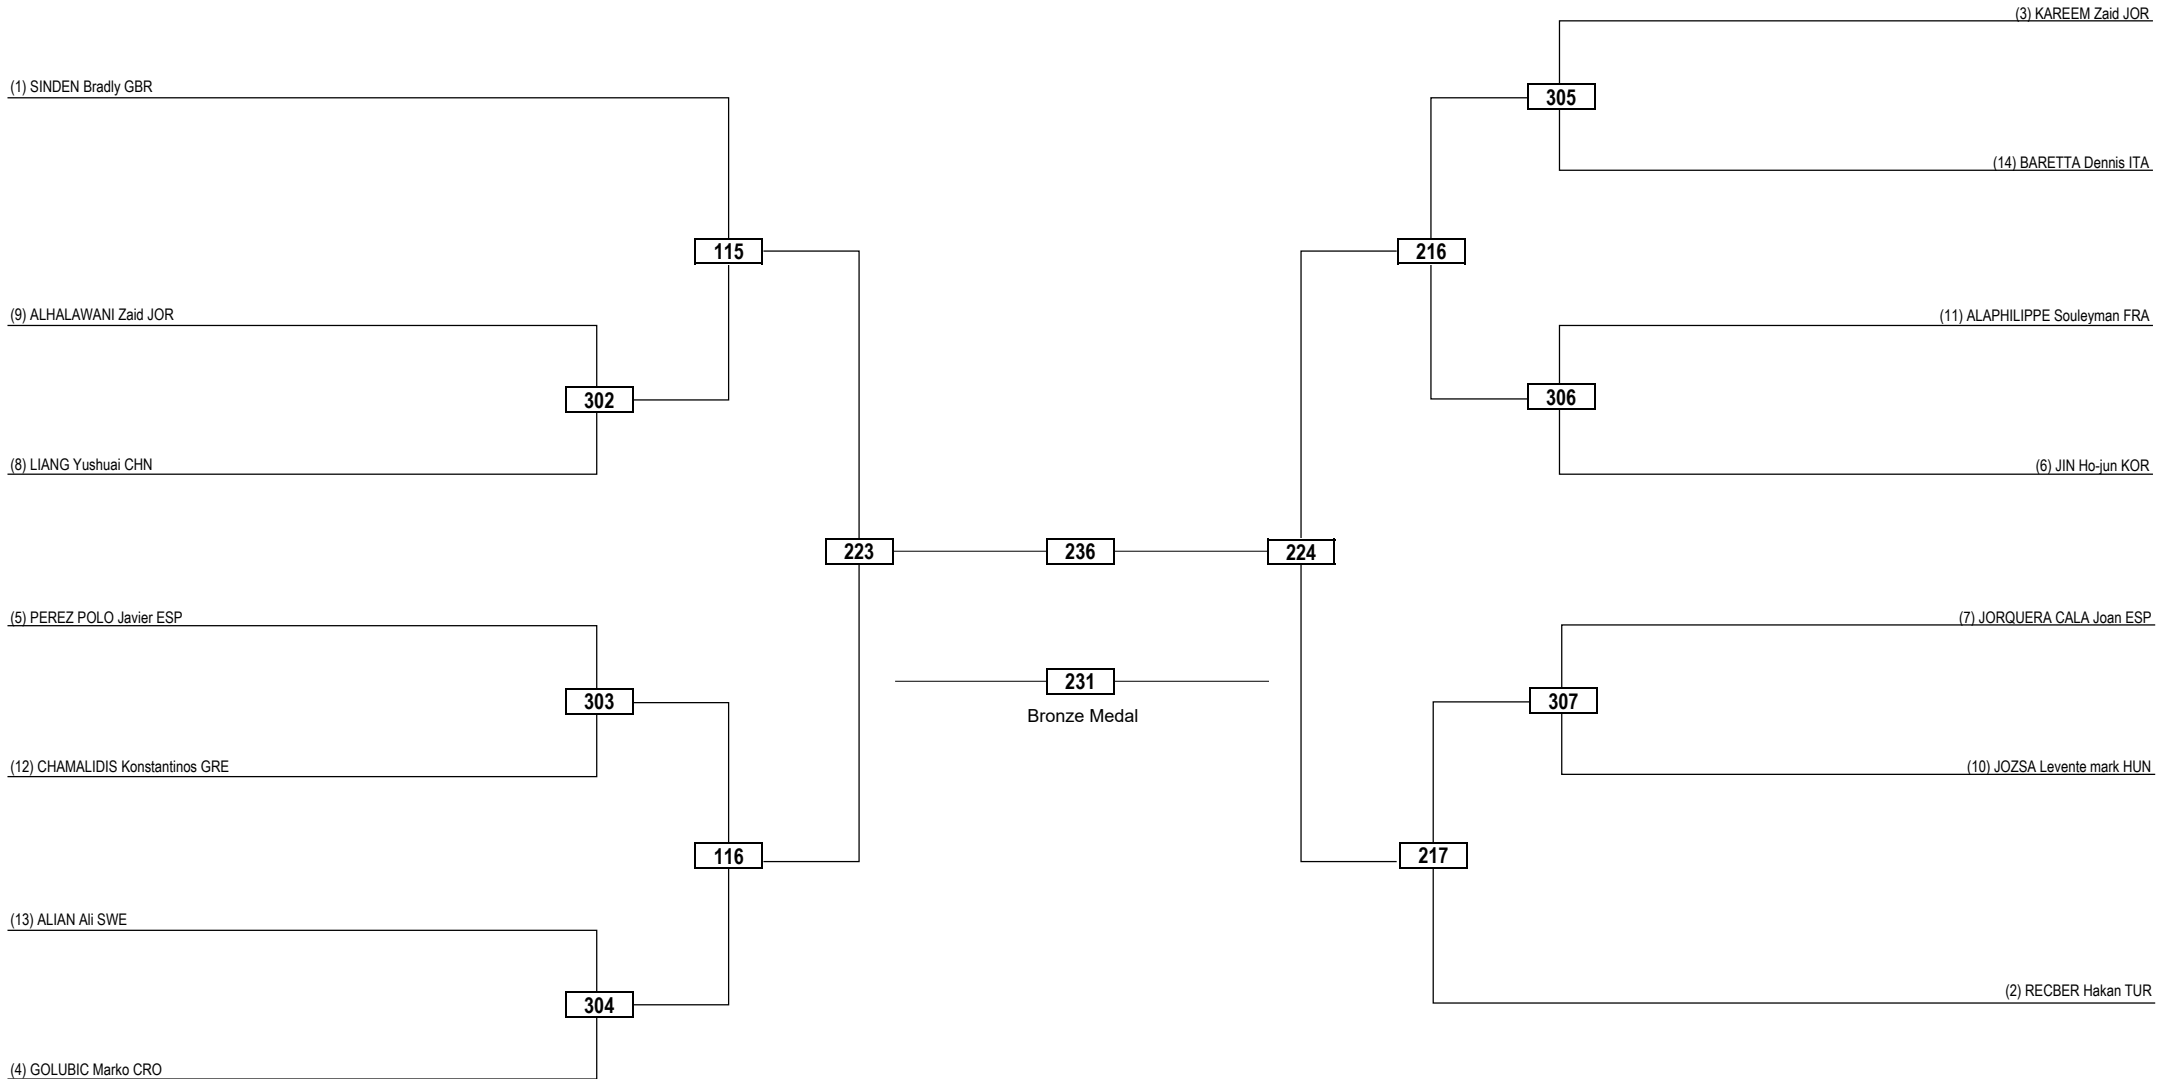 (3) KAREEM Zaid JOR
(1) SINDEN Bradly GBR
305
(14) BARETTA Dennis ITA
115
216
(9) ALHALAWANI Zaid JOR
(11) ALAPHILIPPE Souleyman FRA
302
306
(8) LIANG Yushuai CHN
(6) JIN Ho-jun KOR
223
236
224
(5) PEREZ POLO Javier ESP
(7) JORQUERA CALA Joan ESP
231
303
307
Bronze Medal
(12) CHAMALIDIS Konstantinos GRE
(10) JOZSA Levente mark HUN
116
217
(13) ALIAN Ali SWE
(2) RECBER Hakan TUR
304
(4) GOLUBIC Marko CRO